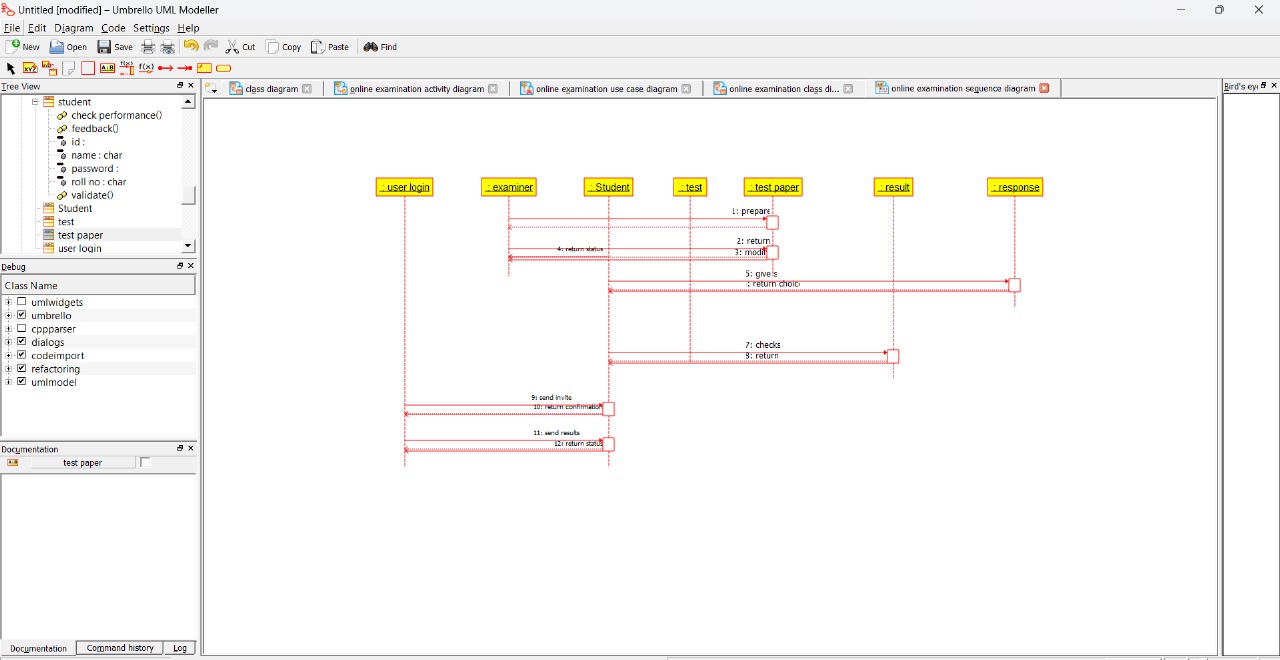 Untitled [modified] – Umbrello UML Modeller
File Edit Diagram Code Settings Help
New Open Save Cut Copy Paste Find
Tree View
student
check performance()
feedback()
id :
name : char
password :
roll no : char
validate()
Student
test
test paper
user login
Debug
Class Name
umlwidgets
umbrello
cppparser
dialogs
codeimport
refactoring
umlmodel
Documentation
test paper
Documentation Command history Log
class diagram online examination activity diagram online examination use case diagram online examination class di... online examination sequence diagram
Bird's eye
: user login : examiner : Student : test : test paper : result : response
1: prepare
2: return
4: return status
3: modif
5: give s
: return choic
7: checks
8: return
9: send invite
10: return confirmation
11: send results
12: return status